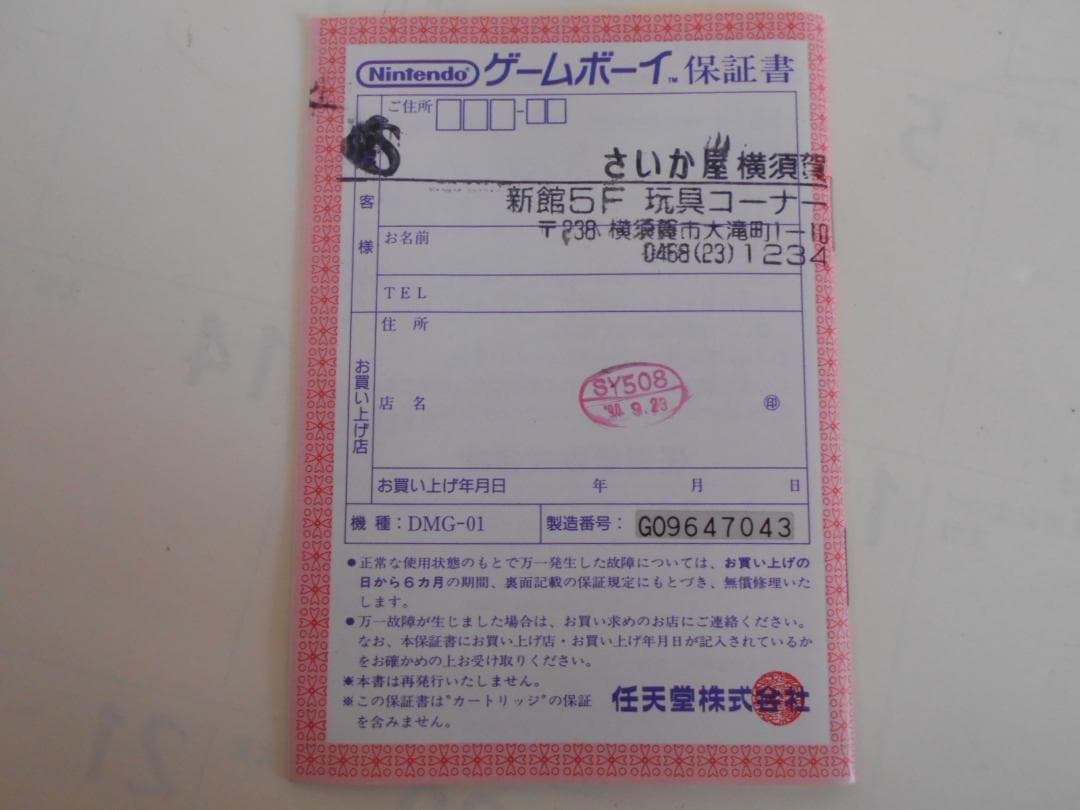 Nintendo ゲームボーイ™ 保証書
ご住所
さいか屋 横須賀
新館5F 玩具コーナー
〒238 横須賀市大滝町1-10
0468(23)1234
客様
お名前
TEL
お買い上げ店
住所
SY508
'90.9.23
店名
印
お買い上げ年月日 年 月 日
機種:DMG-01 製造番号: G09647043
●正常な使用状態のもとで万一発生した故障については、お買い上げの
日から6カ月の期間、裏面記載の保証規定にもとづき、無償修理いた
します。
●万一故障が生じました場合は、お買い求めのお店にご連絡ください。
なお、本保証書にお買い上げ店・お買い上げ年月日が記入されているか
をお確かめの上お受け取りください。
※本書は再発行いたしません。
※この保証書は"カートリッジ"の保証
を含みません。
任天堂株式会社